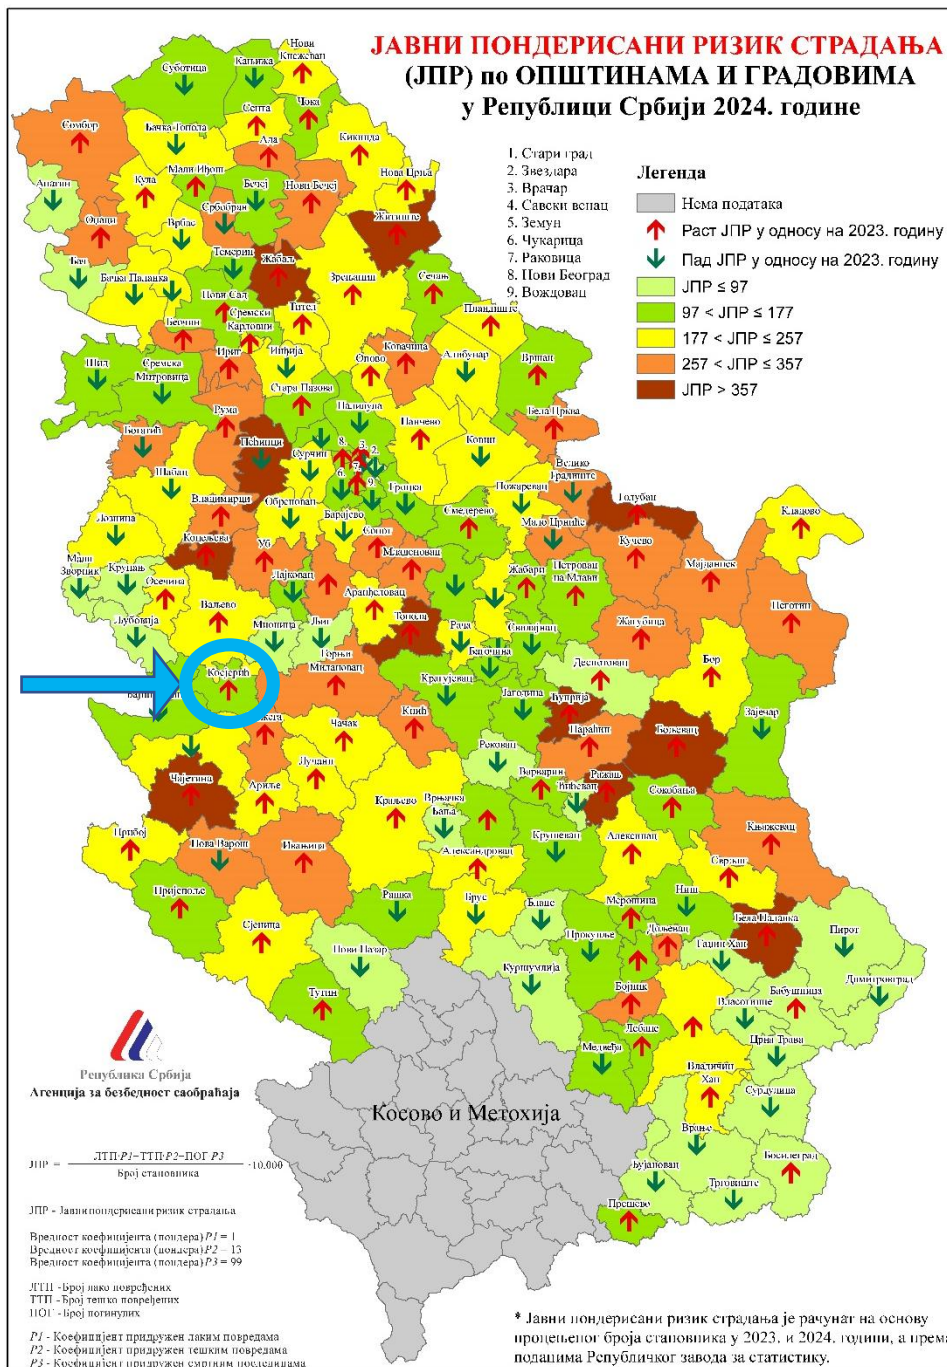 ЈАВНИ ПОНДЕРИСАНИ РИЗИК СТРАДАЊА
(ЈПР) по ОПШТИНАМА И ГРАДОВИМА
у Републици Србији 2024. године
1. Стари град
2. Звездара
3. Врачар
4. Савски венац
5. Земун
6. Чукарица
7. Раковица
8. Нови Београд
9. Вождовац
Легенда
Нема података
Раст ЈПР у односу на 2023. годину
Пад ЈПР у односу на 2023. годину
ЈПР ≤ 97
97 < ЈПР ≤ 177
177 < ЈПР ≤ 257
257 < ЈПР ≤ 357
ЈПР > 357
Нови
Кнежевац
Суботица
Кањижа
Сомбор
Сента
Чока
Бачка Топола
Ада
Кикинда
Апатин
Кула
Мали Иђош
Бечеј
Нови Бечеј
Нова Црња
Оџаци
Врбас
Србобран
Житиште
Бач
Бачка Паланка
Темерин
Жабаљ
Зрењанин
Сечањ
Нови Сад
Сремски
Карловци
Тител
Пландиште
Беочин
Ириг
Инђија
Опово
Ковачица
Алибунар
Вршац
Шид
Сремска
Митровица
Стара Пазова
Рума
Палилула
Панчево
Бела Црква
Богатић
Пећинци
Сурчин
8.
3.
2.
7.
6.
9.
Ковин
Шабац
Гроцка
Велико
Градиште
Голубац
Владимирци
Обреновац
Барајево
Смедерево
Пожаревац
Мало Црниће
Кладово
Лозница
Коцељева
Уб
Сопот
Младеновац
Кучево
Мали
Зворник
Крупањ
Осечина
Лајковац
Аранђеловац
Жабари
Петровац
на Млави
Мајданпек
Неготин
Љубовија
Ваљево
Мионица
Љиг
Топола
Рача
Свилајнац
Жагубица
Косјерић
Горњи
Милановац
Баточина
Деспотовац
Бор
Крагујевац
Јагодина
Ћуприја
Зајечар
Чачак
Кнић
Параћин
Бољевац
Лучани
Рековац
Чајетина
Ариље
Варварин
Ћићевац
Ражањ
Сокобања
Краљево
Врњачка
Бања
Прибој
Нова Варош
Ивањица
Крушевац
Алексинац
Књажевац
Александровац
Сврљиг
Пријепоље
Рашка
Брус
Блаце
Мерошина
Ниш
Сјеница
Прокупље
Дољевац
Бела Паланка
Пирот
Нови Пазар
Гаџин Хан
Куршумлија
Тутин
Бојник
Власотинце
Бабушница
Димитровград
Лебане
Медвеђа
Црна Трава
Владичин
Хан
Сурдулица
Косово и Метохија
Врање
Босилеград
Бујановац
Трговиште
Прешево
Република Србија
Агенција за безбедност саобраћаја
ЈПР = ЛТП·P1+ТТП·P2+ПОГ·P3
Број становника
·10.000
ЈПР - Јавни пондерисани ризик страдања
Вредност коефицијента (пондера) P1 = 1
Вредност коефицијента (пондера) P2 = 13
Вредност коефицијента (пондера) P3 = 99
ЛТП - Број лако повређених
ТТП - Број тешко повређених
ПОГ - Број погинулих
P1 - Коефицијент придружен лаким повредама
P2 - Коефицијент придружен тешким повредама
P3 - Коефицијент придружен смртним последицама
* Јавни пондерисани ризик страдања је рачунат на основу
процењеног броја становника у 2023. и 2024. години, а према
подацима Републичког завода за статистику.